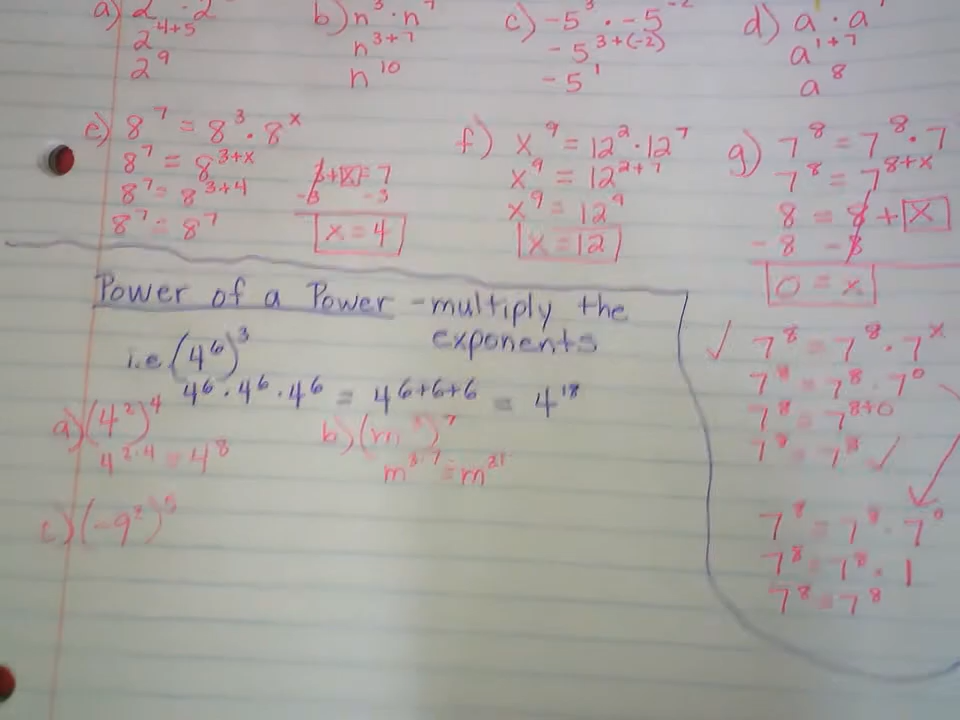 a) 2 · 2
2^4+5
2^9
b) n^3 · n^7
n^3+7
n^10
c) -5^3 · -5^-2
-5^3+(-2)
-5^1
d) a · a^7
a^1+7
a^8
e) 8^7 = 8^3 · 8^x
8^7 = 8^3+x
8^7 = 8^3+4
8^7 = 8^7
3+x=7
-3 -3
x = 4
f) x^9 = 12^2 · 12^7
x^9 = 12^2+7
x^9 = 12^9
x = 12
g) 7^8 = 7^8 · 7
7^8 = 7^8+x
8 = 8 + x
-8 -8
0 = x
✓ 7^8 = 7^8 · 7^x
7^8 = 7^8 · 7^0
7^8 = 7^8+0
7^8 = 7^8 ✓
7^8 = 7^8 · 7^0
7^8 = 7^8 · 1
7^8 = 7^8
Power of a Power - multiply the
exponents
i.e. (4^6)^3
4^6 · 4^6 · 4^6 = 4^6+6+6 = 4^18
a) (4^2)^4
4^2·4 = 4^8
b) (m )^7
m^3·7 = m^21
c) (-9^2)^5